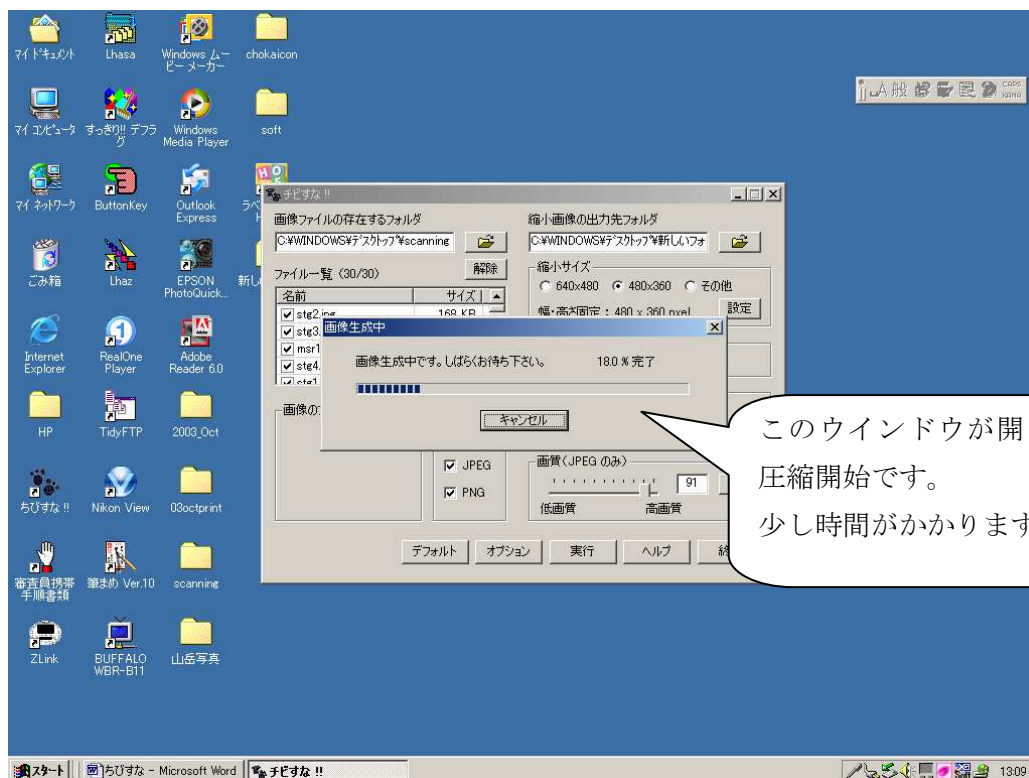 マイ ドキュメント
Lhasa
Windows ムー
ビー メーカー
chokaicon
マイ コンピュータ
すっきり!! デフラ
グ
Windows
Media Player
soft
A 般
CAPS
KANA
マイ ネットワーク
ButtonKey
Outlook
Express
ごみ箱
Lhaz
EPSON
PhotoQuick...
Internet
Explorer
RealOne
Player
Adobe
Reader 6.0
HP
TidyFTP
2003_Oct
ちびすな !!
Nikon View
03octprint
審査員携帯
手順書類
筆まめ Ver.10
scanning
ZLink
BUFFALO
WBR-B11
山岳写真
チビすな !!
画像ファイルの存在するフォルダ
縮小画像の出力先フォルダ
C:¥WINDOWS¥デスクトップ¥scanning
C:¥WINDOWS¥デスクトップ¥新しいフォ
ファイル一覧 (30/30)
解除
縮小サイズ
640x480
480x360
その他
名前
サイズ
stg2.jpg
168 KB
幅・高さ固定 : 480 x 360 pixel
設定
画像生成中
画像生成中です。しばらくお待ち下さい。
18.0 % 完了
キャンセル
JPEG
PNG
画質(JPEG のみ)
91
低画質
高画質
デフォルト
オプション
実行
ヘルプ
このウインドウが開
圧縮開始です。
少し時間がかかります
スタート
ちびすな - Microsoft Word
チビすな !!
13:09